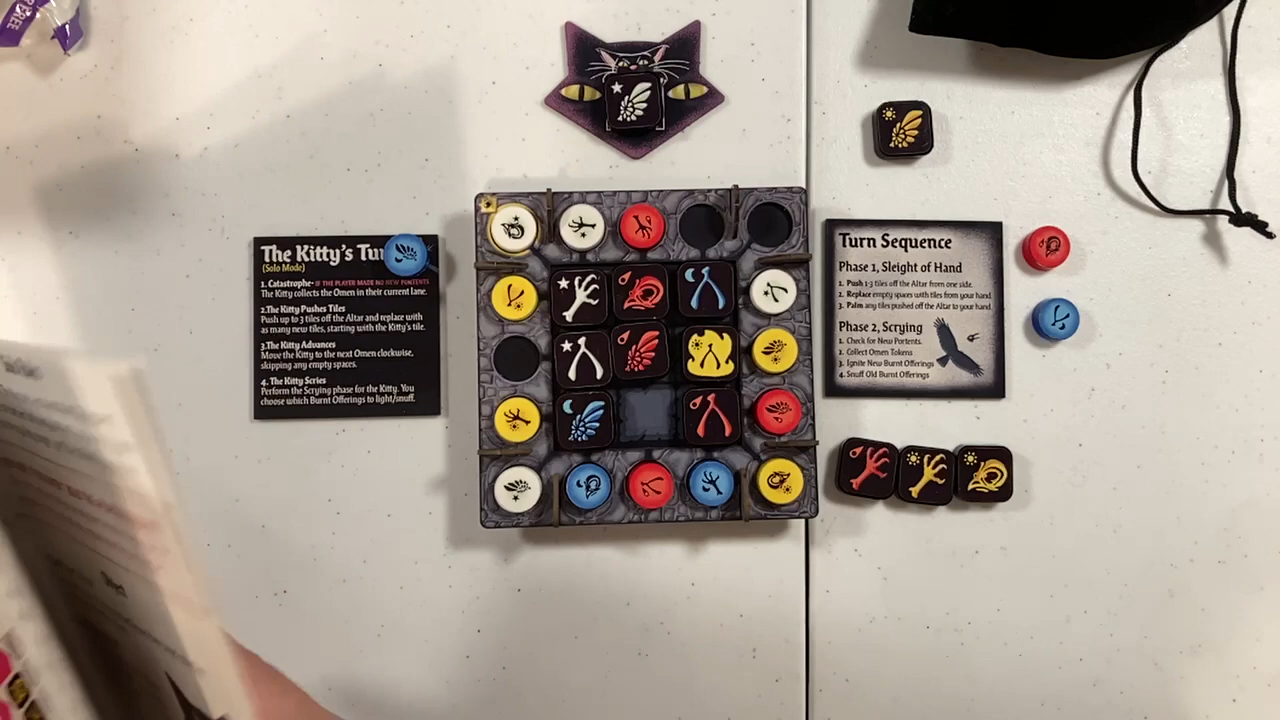 The Kitty's Tu
(Solo Mode)
1. Catastrophe- IF THE PLAYER MADE NO NEW PORTENTS
The Kitty collects the Omen in their current lane.
2.The Kitty Pushes Tiles
Push up to 3 tiles off the Altar and replace with
as many new tiles, starting with the Kitty's tile.
3.The Kitty Advances
Move the Kitty to the next Omen clockwise,
skipping any empty spaces.
4. The Kitty Scries
Perform the Scrying phase for the Kitty. You
choose which Burnt Offerings to light/snuff.
Turn Sequence
Phase 1, Sleight of Hand
1. Push 1-3 tiles off the Altar from one side.
2. Replace empty spaces with tiles from your hand.
3. Palm any tiles pushed off the Altar to your hand.
Phase 2, Scrying
1. Check for New Portents.
2. Collect Omen Tokens
3. Ignite New Burnt Offerings
4. Snuff Old Burnt Offerings